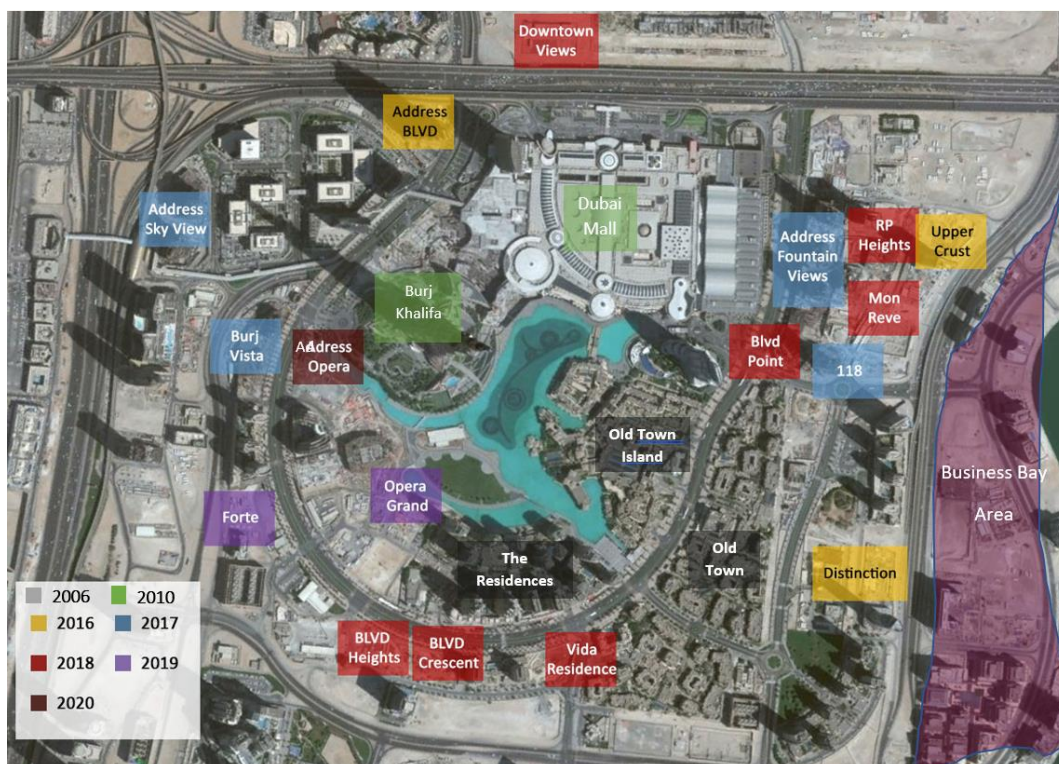 Downtown
Views
Address
BLVD
Address
Sky View
Dubai
Mall
Address
Fountain
Views
RP
Heights
Upper
Crust
Burj
Khalifa
Mon
Reve
Burj
Vista
Ad
Address
Opera
Blvd
Point
118
Old Town
Island
Business Bay
Area
Opera
Grand
Forte
The
Residences
Old
Town
Distinction
BLVD
Heights
BLVD
Crescent
Vida
Residence
2006
2010
2016
2017
2018
2019
2020